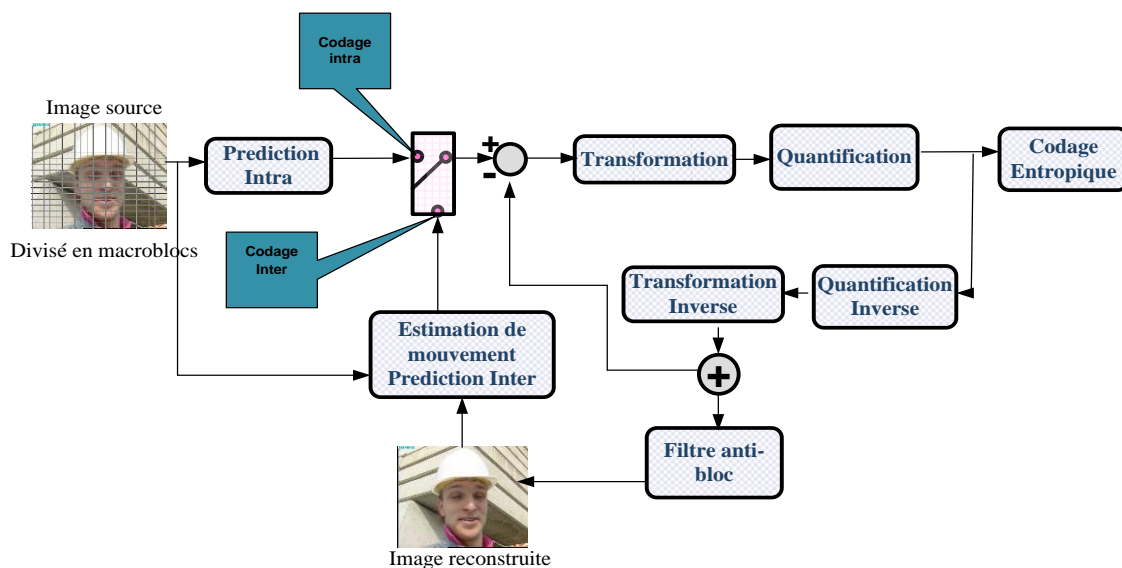 Codage
intra
Image source
Prediction
Intra
+
-
Transformation
Quantification
Codage
Entropique
Divisé en macroblocs
Codage
Inter
Transformation
Inverse
Quantification
Inverse
Estimation de
mouvement
Prediction Inter
+
Filtre anti-
bloc
Image reconstruite